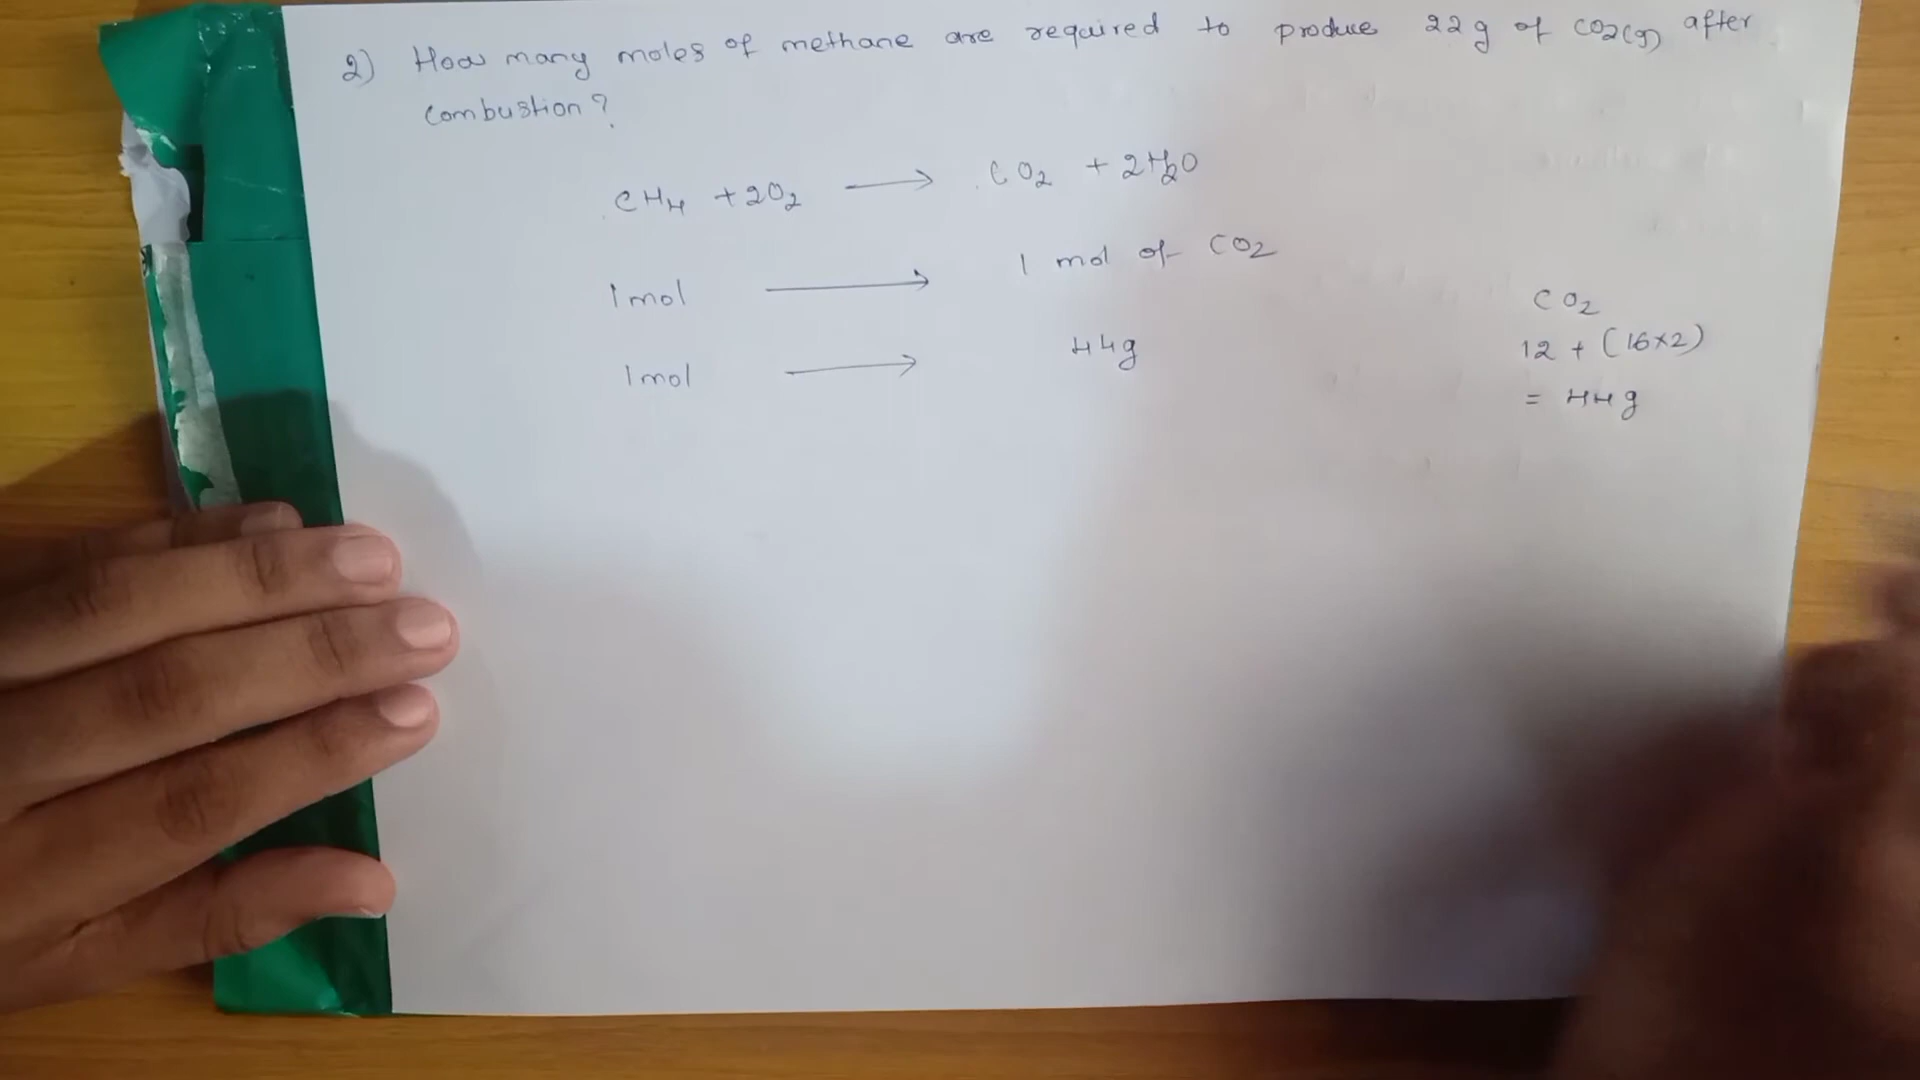 2) How many moles of methane are required to produce 22g of CO2(g) after
combustion?
CH4 + 2O2 → CO2 + 2H2O
1 mol → 1 mol of CO2
1 mol → 44g
CO2
12 + (16×2)
= 44g